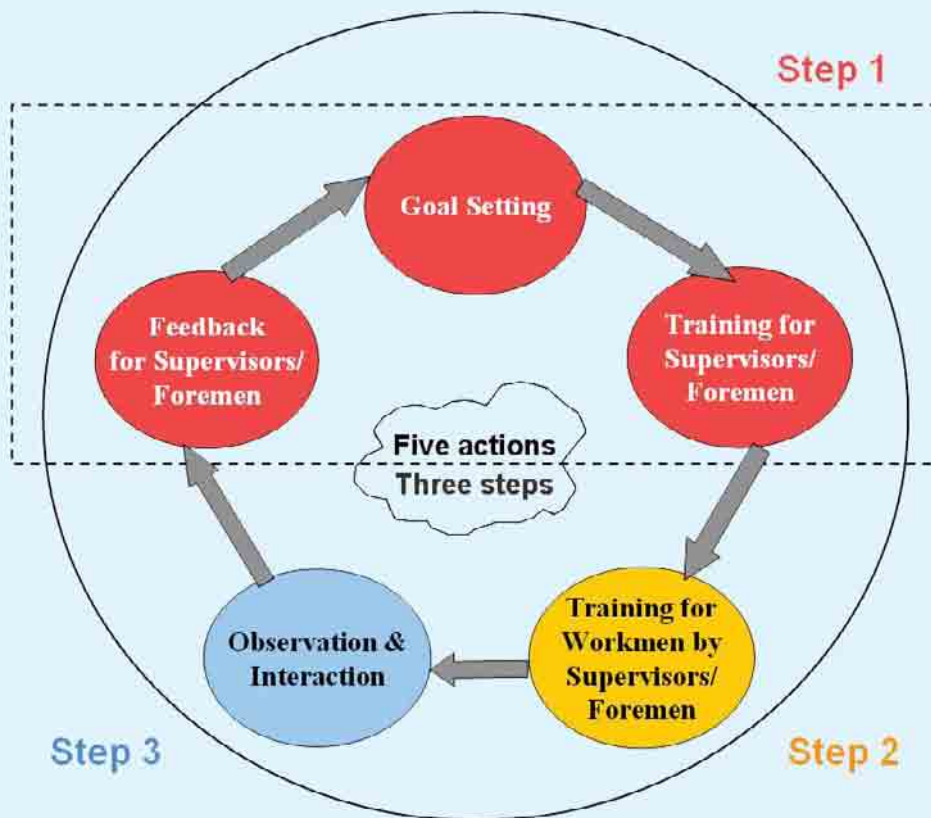 Step 1
Goal Setting
Feedback
for Supervisors/
Foremen
Training for
Supervisors/
Foremen
Five actions
Three steps
Observation &
Interaction
Training for
Workmen by
Supervisors/
Foremen
Step 3
Step 2